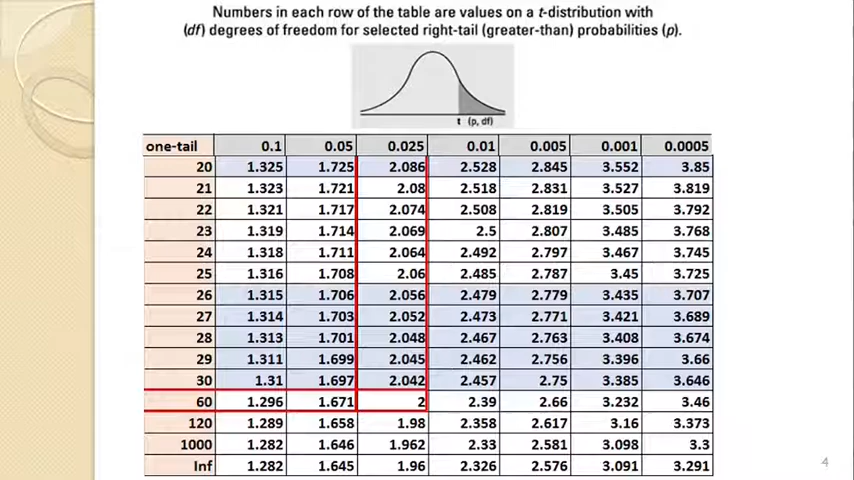 Numbers in each row of the table are values on a t-distribution with
(df) degrees of freedom for selected right-tail (greater-than) probabilities (p).
t (p, df)
one-tail 0.1 0.05 0.025 0.01 0.005 0.001 0.0005
20 1.325 1.725 2.086 2.528 2.845 3.552 3.85
21 1.323 1.721 2.08 2.518 2.831 3.527 3.819
22 1.321 1.717 2.074 2.508 2.819 3.505 3.792
23 1.319 1.714 2.069 2.5 2.807 3.485 3.768
24 1.318 1.711 2.064 2.492 2.797 3.467 3.745
25 1.316 1.708 2.06 2.485 2.787 3.45 3.725
26 1.315 1.706 2.056 2.479 2.779 3.435 3.707
27 1.314 1.703 2.052 2.473 2.771 3.421 3.689
28 1.313 1.701 2.048 2.467 2.763 3.408 3.674
29 1.311 1.699 2.045 2.462 2.756 3.396 3.66
30 1.31 1.697 2.042 2.457 2.75 3.385 3.646
60 1.296 1.671 2 2.39 2.66 3.232 3.46
120 1.289 1.658 1.98 2.358 2.617 3.16 3.373
1000 1.282 1.646 1.962 2.33 2.581 3.098 3.3
Inf 1.282 1.645 1.96 2.326 2.576 3.091 3.291
4